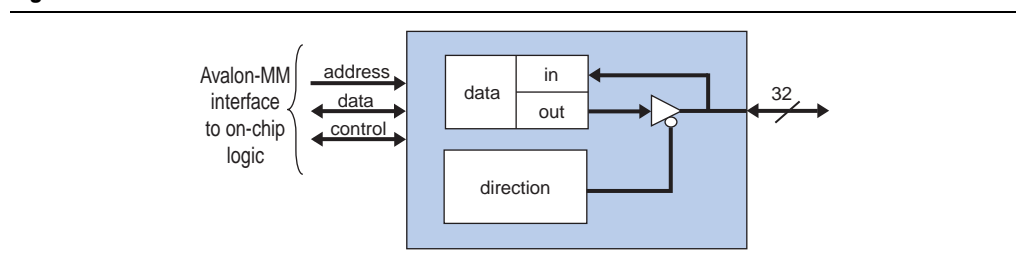 Avalon-MM
interface
to on-chip
logic
address
data
control
data
in
out
direction
32